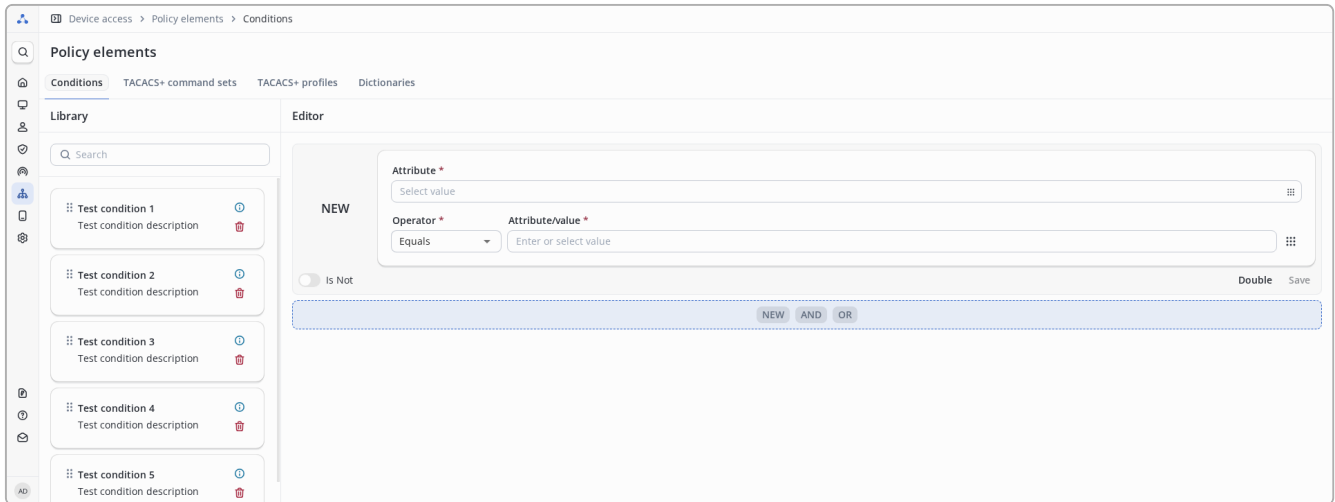 Device access > Policy elements > Conditions
Policy elements
Conditions TACACS+ command sets TACACS+ profiles Dictionaries
Library
Search
Test condition 1
Test condition description
Test condition 2
Test condition description
Test condition 3
Test condition description
Test condition 4
Test condition description
Test condition 5
Test condition description
AD
Editor
NEW
Attribute *
Select value
Operator * Attribute/value *
Equals Enter or select value
Is Not Double Save
NEW AND OR